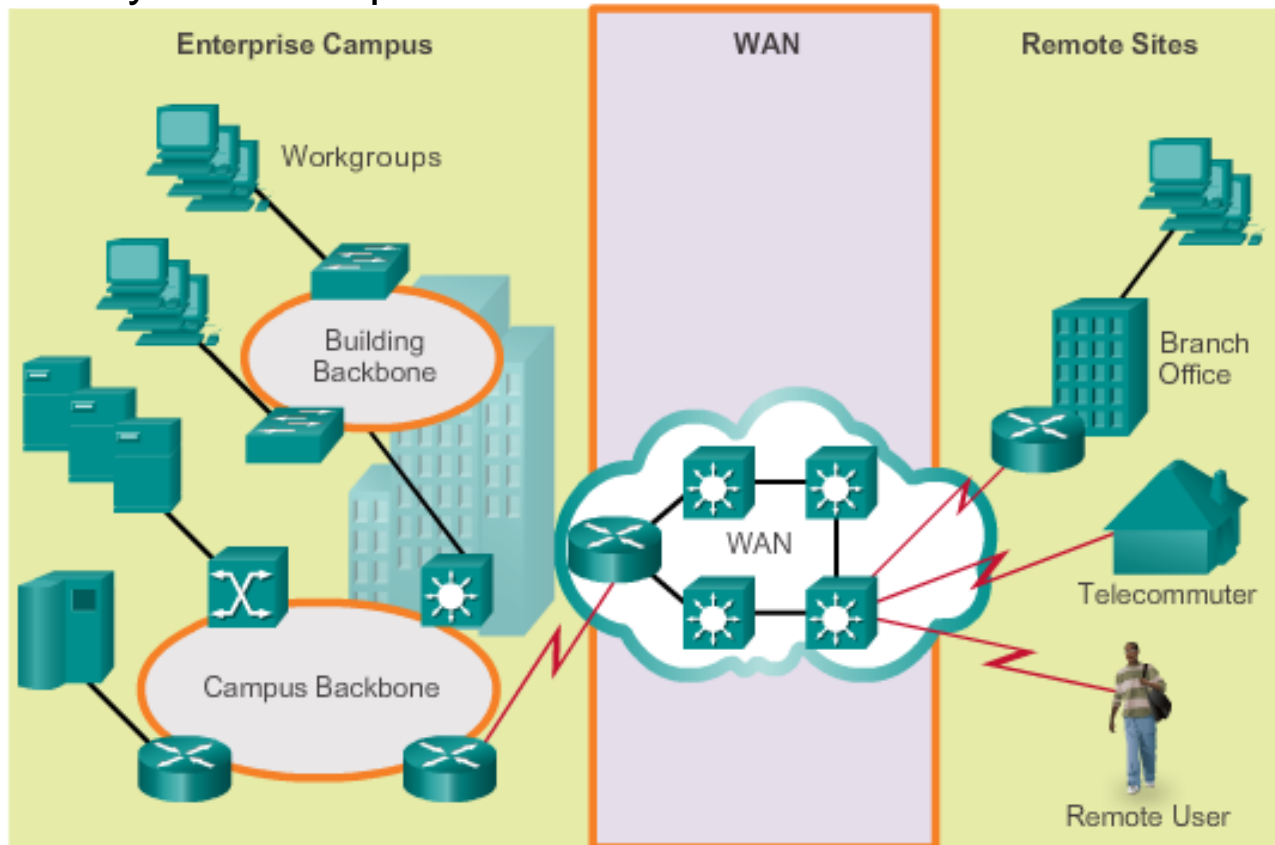 Enterprise Campus
WAN
Remote Sites
Workgroups
Building
Backbone
Branch
Office
WAN
Telecommuter
Campus Backbone
Remote User